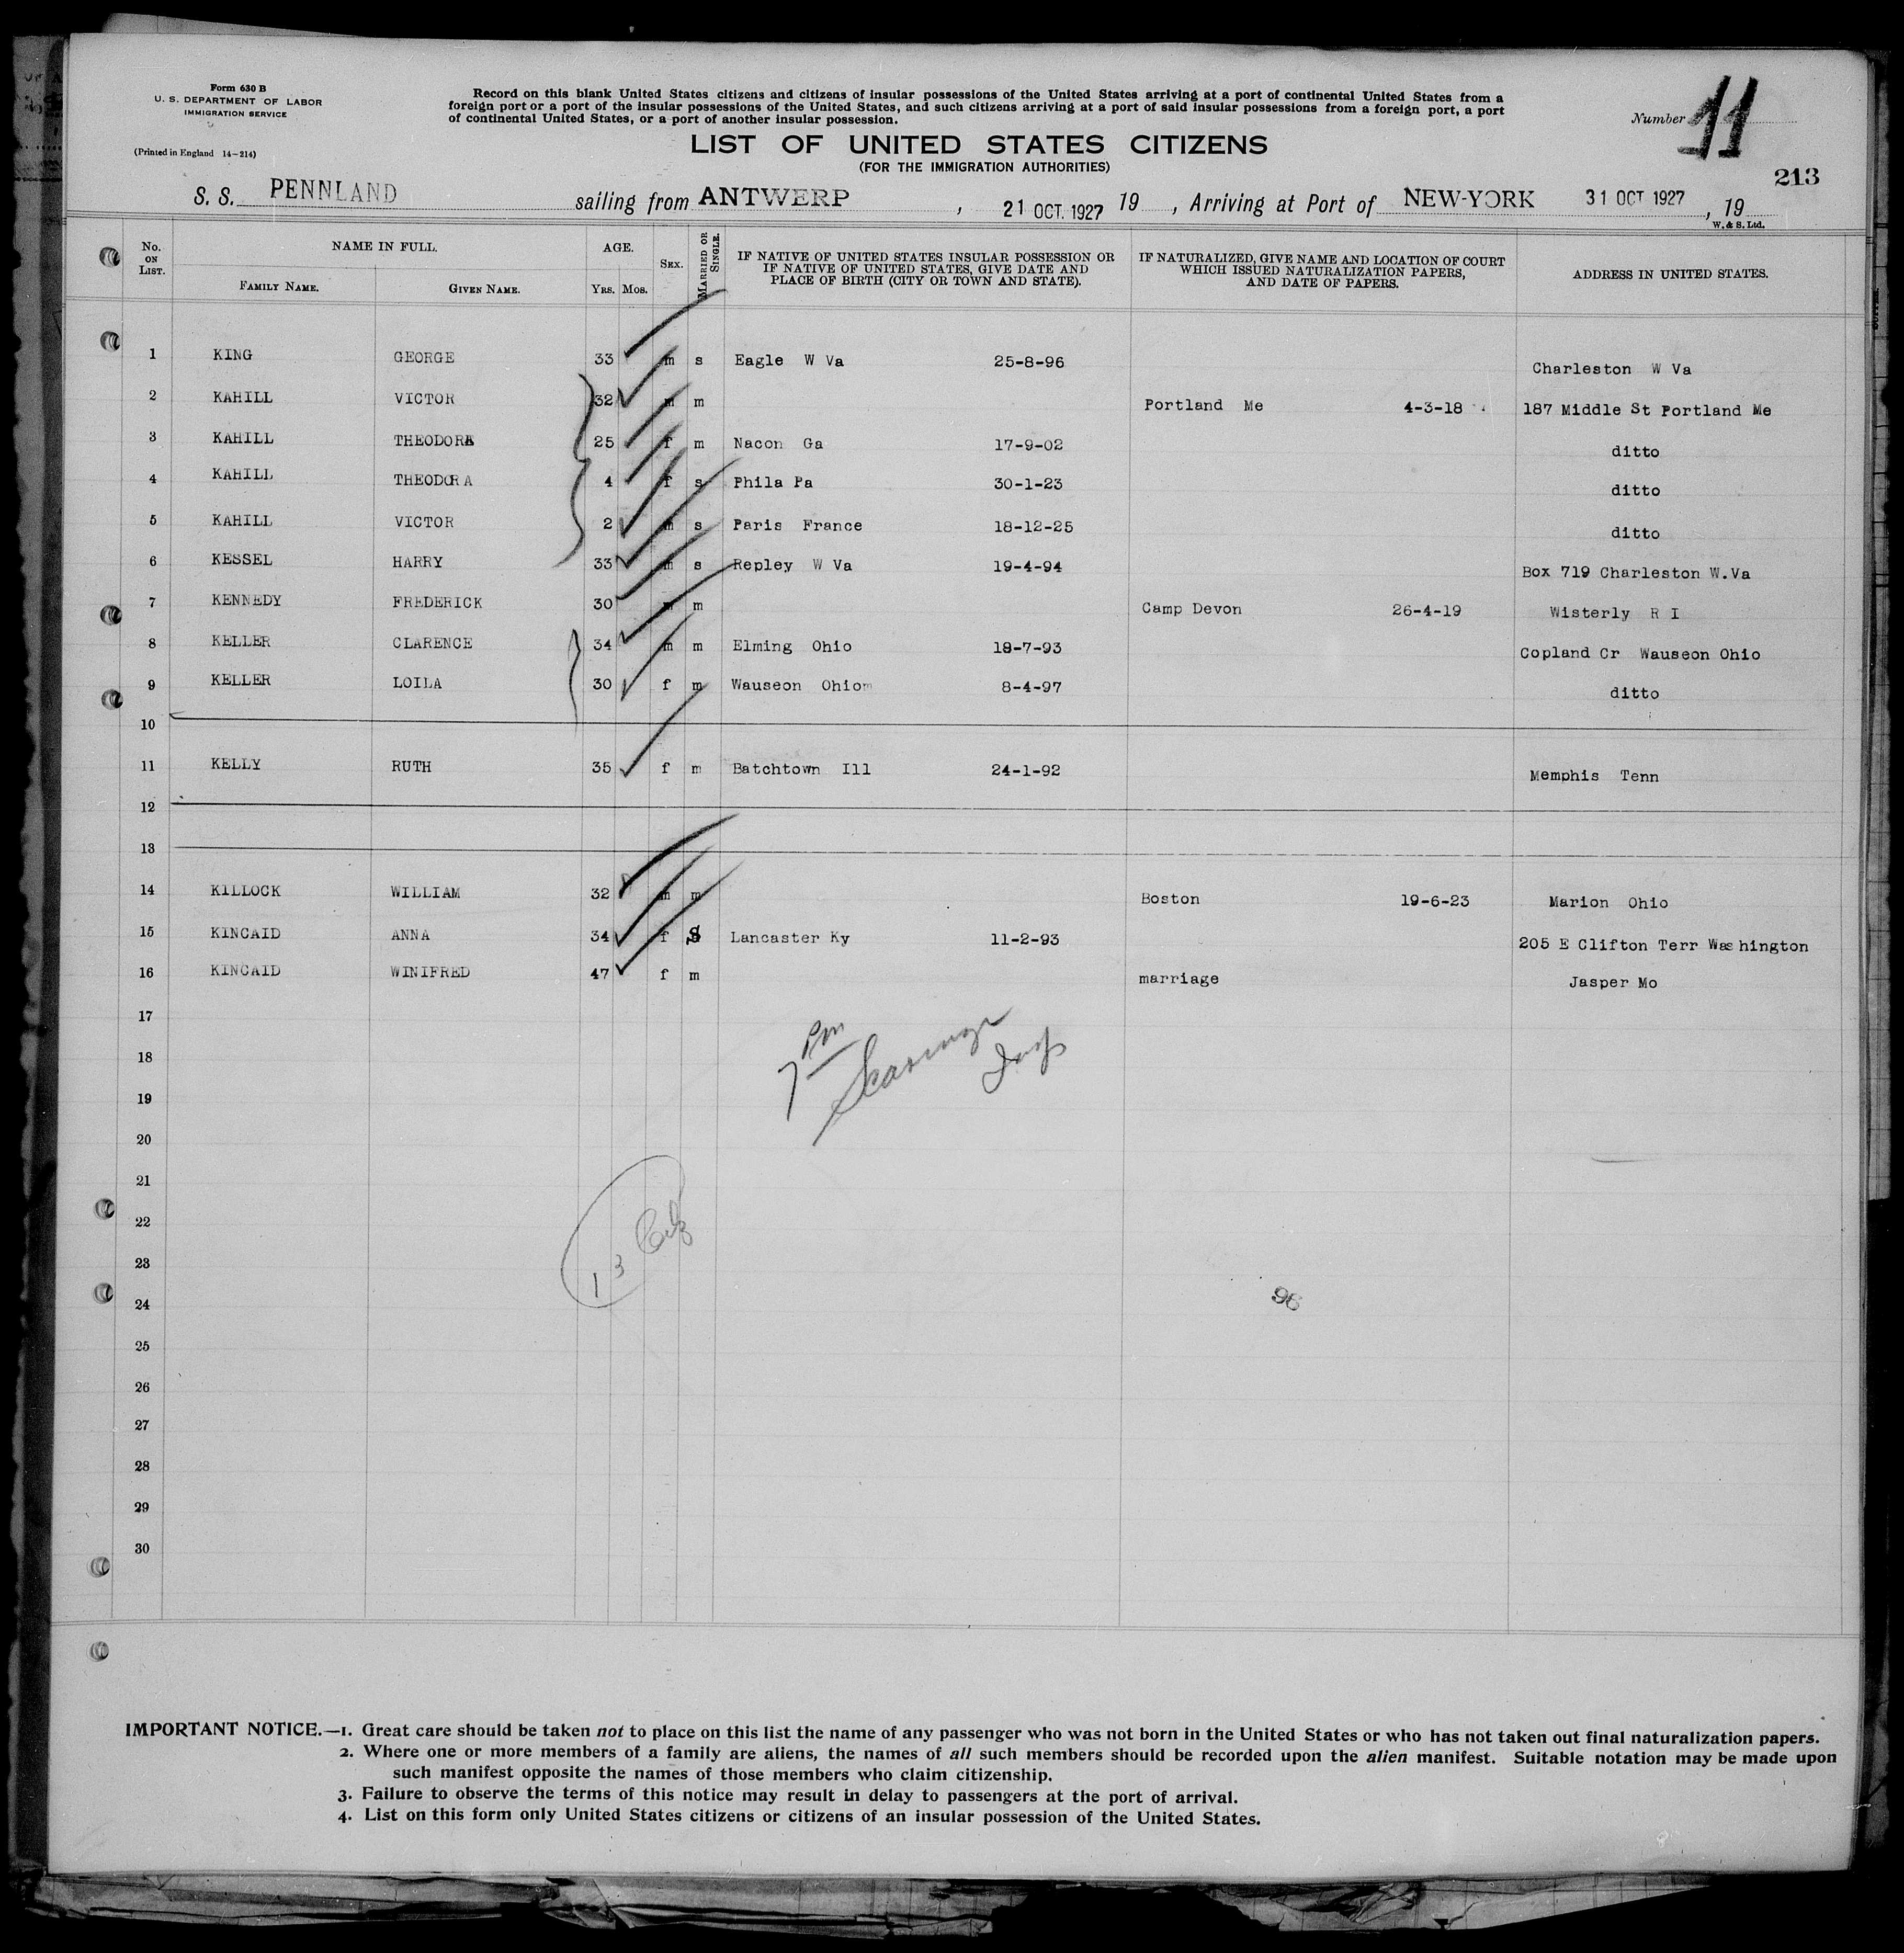 Form 630 B
U. S. DEPARTMENT OF LABOR
IMMIGRATION SERVICE
(Printed in England 14-214)
Record on this blank United States citizens and citizens of insular possessions of the United States arriving at a port of continental United States from a
foreign port or a port of the insular possessions of the United States, and such citizens arriving at a port of said insular possessions from a foreign port, a port
of continental United States, or a port of another insular possession.
LIST OF UNITED STATES CITIZENS
(FOR THE IMMIGRATION AUTHORITIES)
Number 11
213
S. S. PENNLAND sailing from ANTWERP , 21 OCT. 1927 19 , Arriving at Port of NEW-YORK 31 OCT 1927 , 19
W. & S. Ltd.
No. ON LIST. NAME IN FULL. FAMILY NAME. GIVEN NAME. AGE. YRS. MOS. SEX. MARRIED OR SINGLE. IF NATIVE OF UNITED STATES INSULAR POSSESSION OR IF NATIVE OF UNITED STATES, GIVE DATE AND PLACE OF BIRTH (CITY OR TOWN AND STATE). IF NATURALIZED, GIVE NAME AND LOCATION OF COURT WHICH ISSUED NATURALIZATION PAPERS, AND DATE OF PAPERS. ADDRESS IN UNITED STATES.
1 KING GEORGE 33 m s Eagle W Va 25-8-96 Charleston W Va
2 KAHILL VICTOR 32 m m Portland Me 4-3-18 187 Middle St Portland Me
3 KAHILL THEODORA 25 f m Nacon Ga 17-9-02 ditto
4 KAHILL THEODORA 4 f s Phila Pa 30-1-23 ditto
5 KAHILL VICTOR 2 m s Paris France 18-12-25 ditto
6 KESSEL HARRY 33 m s Repley W Va 19-4-94 Box 719 Charleston W.Va
7 KENNEDY FREDERICK 30 m m Camp Devon 26-4-19 Wisterly R I
8 KELLER CLARENCE 34 m m Elming Ohio 18-7-93 Copland Cr Wauseon Ohio
9 KELLER LOILA 30 f m Wauseon Ohiom 8-4-97 ditto
10
11 KELLY RUTH 35 f m Batchtown Ill 24-1-92 Memphis Tenn
12
13
14 KILLOCK WILLIAM 32 m m Boston 19-6-23 Marion Ohio
15 KINCAID ANNA 34 f S Lancaster Ky 11-2-93 205 E Clifton Terr Washington
16 KINCAID WINIFRED 47 f m marriage Jasper Mo
17
7 PM
18
19
20
21
22
23
13
24
96
25
26
27
28
29
30
IMPORTANT NOTICE.—1. Great care should be taken not to place on this list the name of any passenger who was not born in the United States or who has not taken out final naturalization papers.
2. Where one or more members of a family are aliens, the names of all such members should be recorded upon the alien manifest. Suitable notation may be made upon
such manifest opposite the names of those members who claim citizenship.
3. Failure to observe the terms of this notice may result in delay to passengers at the port of arrival.
4. List on this form only United States citizens or citizens of an insular possession of the United States.